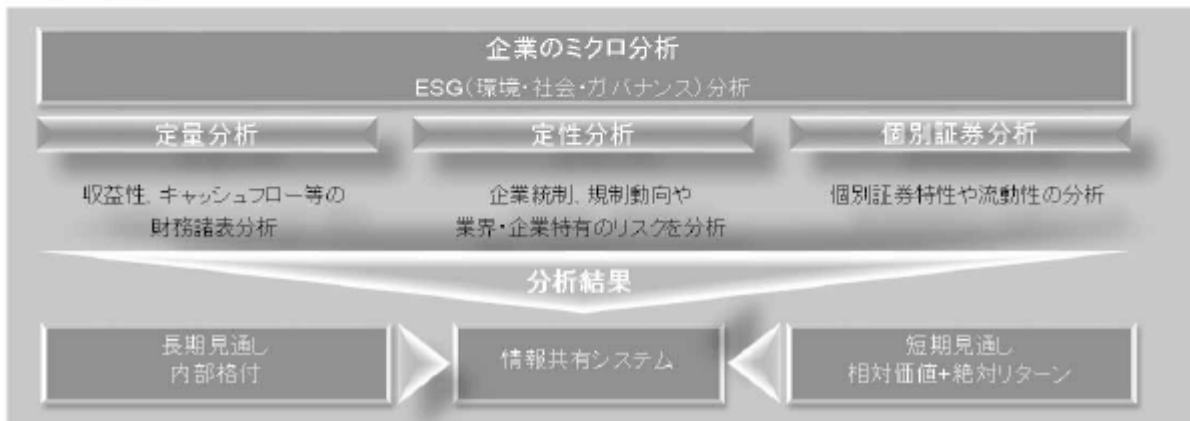 企業のミクロ分析
ESG(環境・社会・ガバナンス)分析
定量分析
収益性、キャッシュフロー等の
財務諸表分析
定性分析
企業統制、規制動向や
業界・企業特有のリスクを分析
個別証券分析
個別証券特性や流動性の分析
分析結果
長期見通し
内部格付
情報共有システム
短期見通し
相対価値+絶対リターン